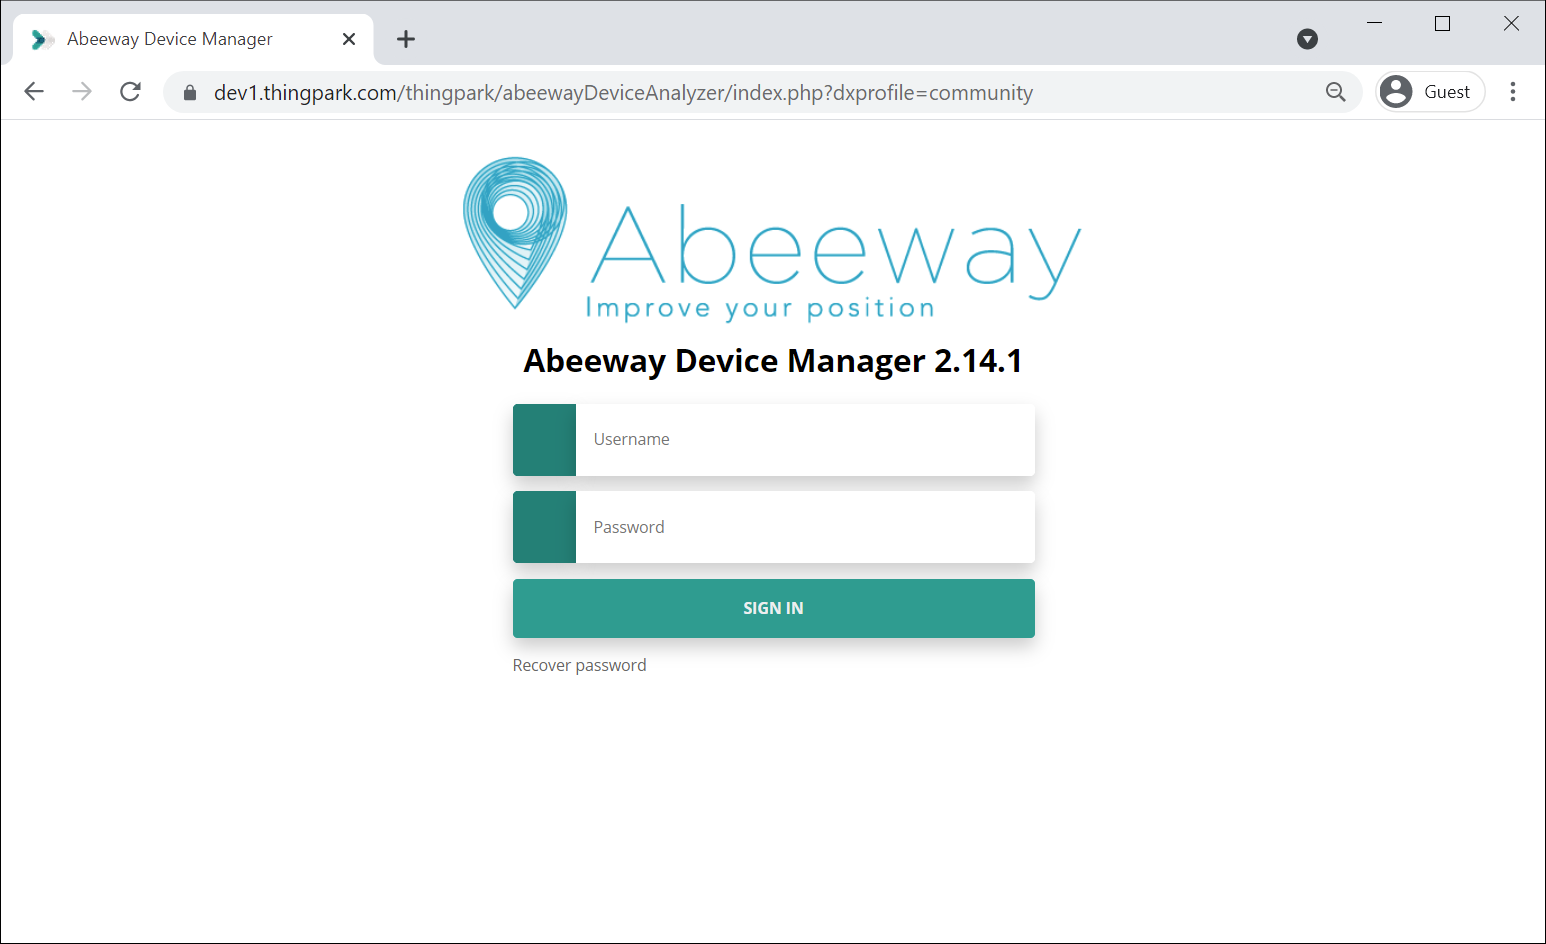 Abeeway Device Manager
dev1.thingpark.com/thingpark/abeewayDeviceAnalyzer/index.php?dxprofile=community
Guest
Abeeway
Improve your position
Abeeway Device Manager 2.14.1
Username
Password
SIGN IN
Recover password